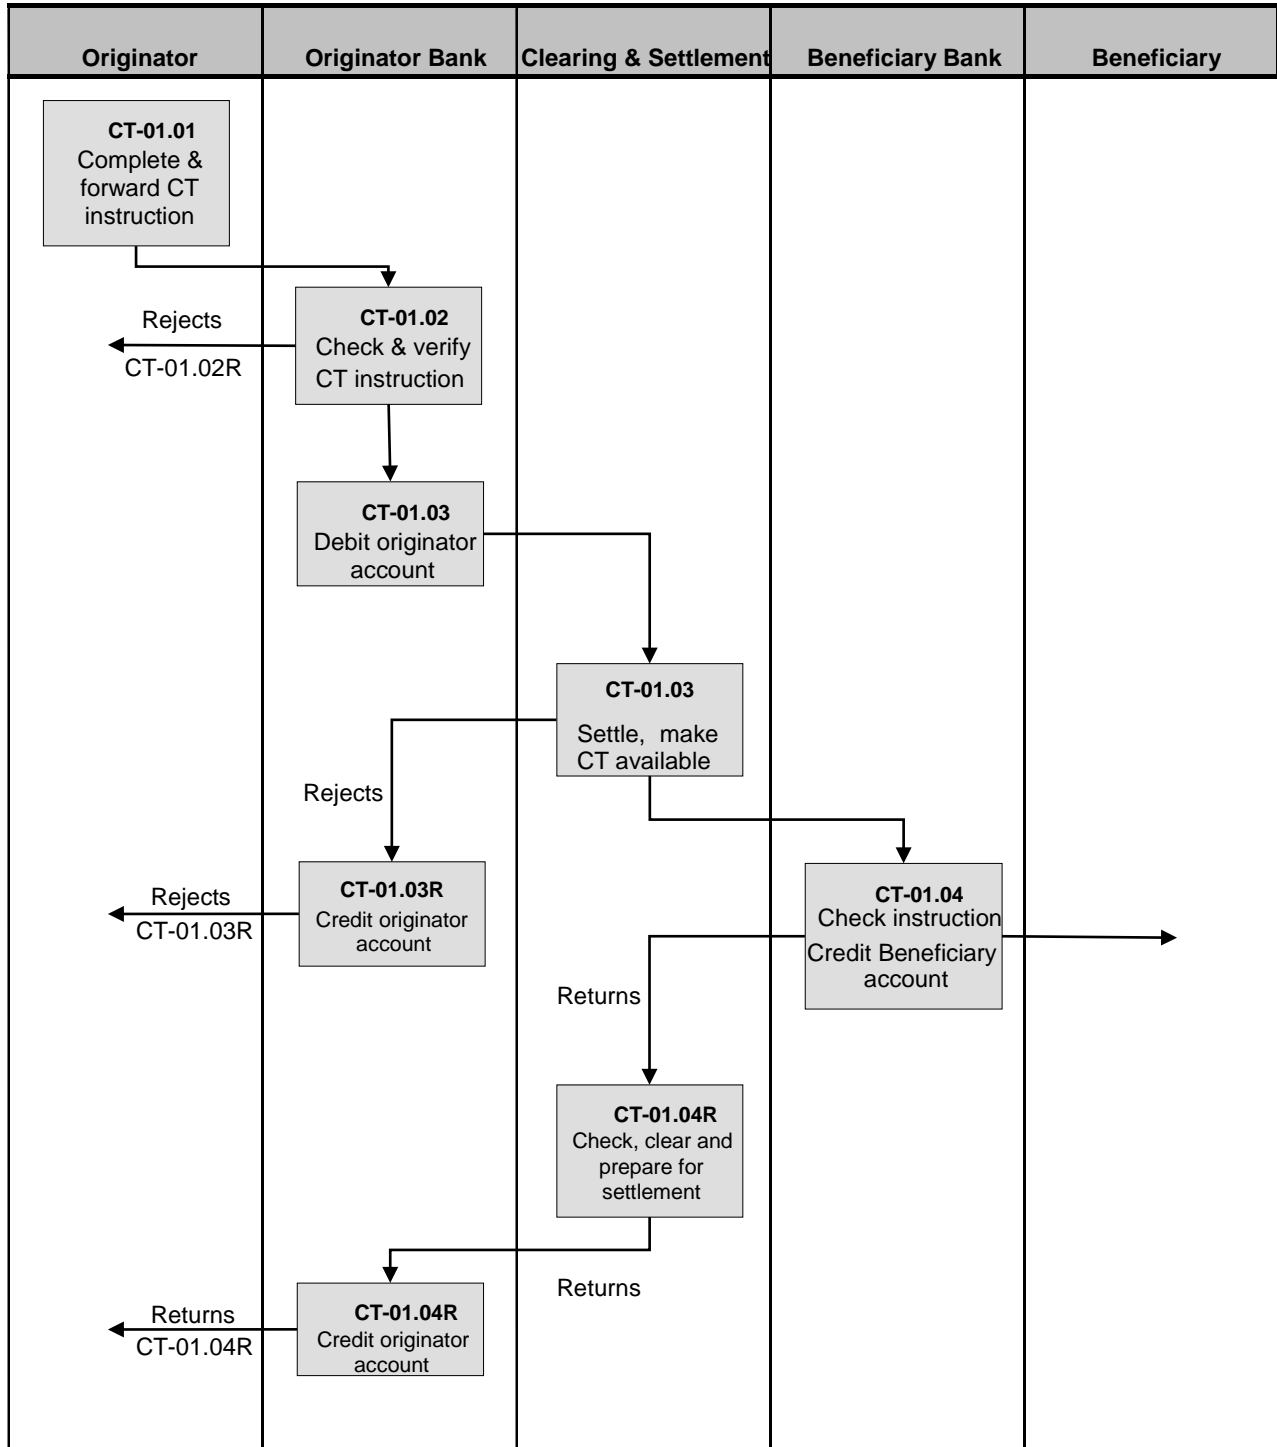 Originator
Originator Bank
Clearing & Settlement
Beneficiary Bank
Beneficiary
CT-01.01
Complete &
forward CT
instruction
Rejects
CT-01.02R
CT-01.02
Check & verify
CT instruction
CT-01.03
Debit originator
account
CT-01.03
Settle, make
CT available
Rejects
Rejects
CT-01.03R
CT-01.03R
Credit originator
account
CT-01.04
Check instruction
Credit Beneficiary
account
Returns
CT-01.04R
Check, clear and
prepare for
settlement
Returns
Returns
CT-01.04R
CT-01.04R
Credit originator
account